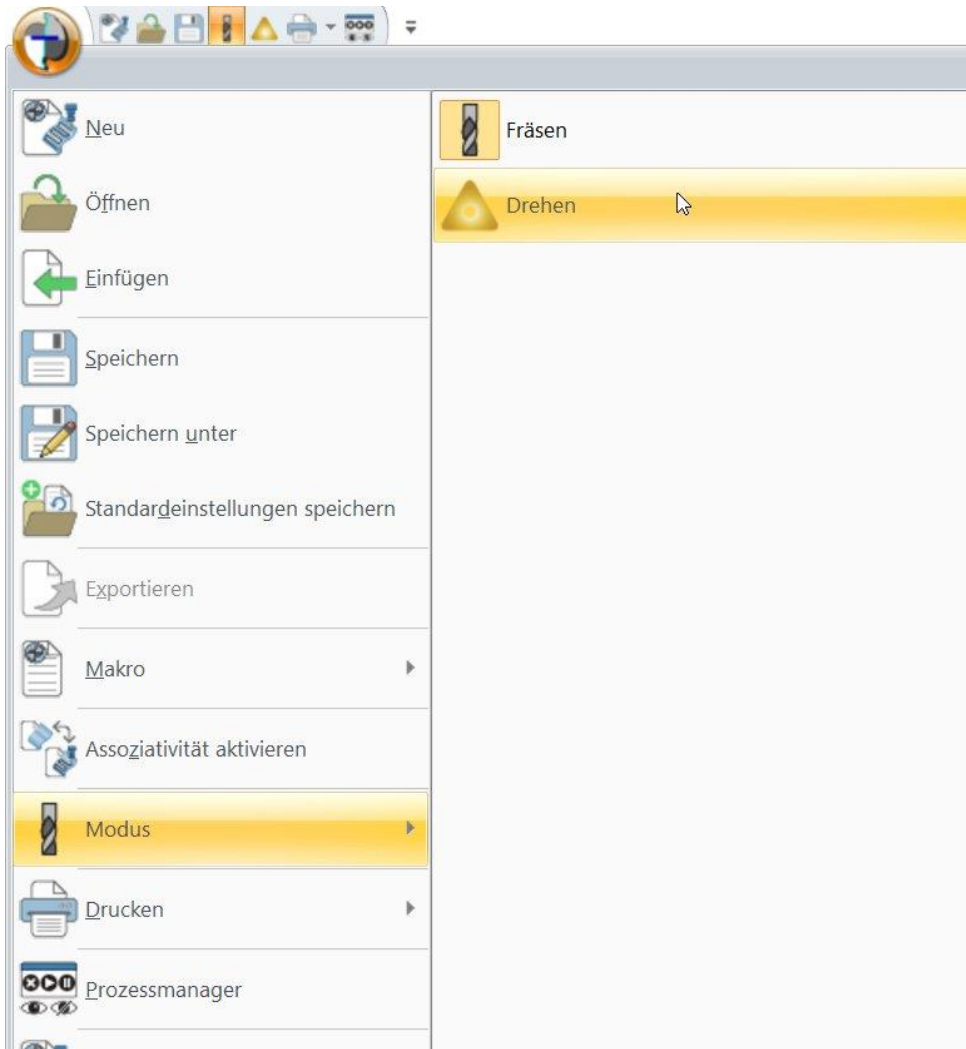 Neu
Öffnen
Einfügen
Speichern
Speichern unter
Standardeinstellungen speichern
Exportieren
Makro
Assoziativität aktivieren
Modus
Drucken
Prozessmanager
Fräsen
Drehen